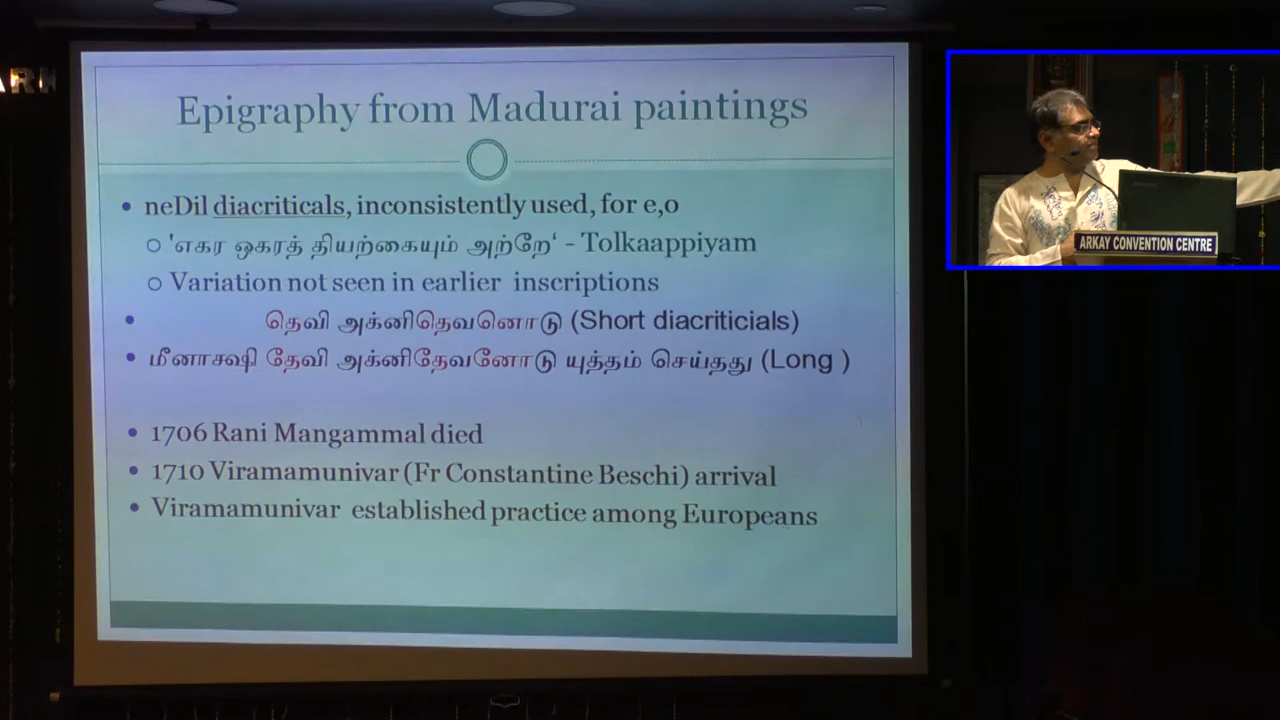 Epigraphy from Madurai paintings
• neDil diacriticals, inconsistently used, for e,o
'எகர ஒகரத் தியற்கையும் அற்றே‘ - Tolkaappiyam
Variation not seen in earlier inscriptions
• தெவி அக்னிதெவனொடு (Short diacriticials)
• மீனாக்ஷி தேவி அக்னிதேவனோடு யுத்தம் செய்தது (Long )
• 1706 Rani Mangammal died
• 1710 Viramamunivar (Fr Constantine Beschi) arrival
• Viramamunivar established practice among Europeans
ARKAY CONVENTION CENTRE